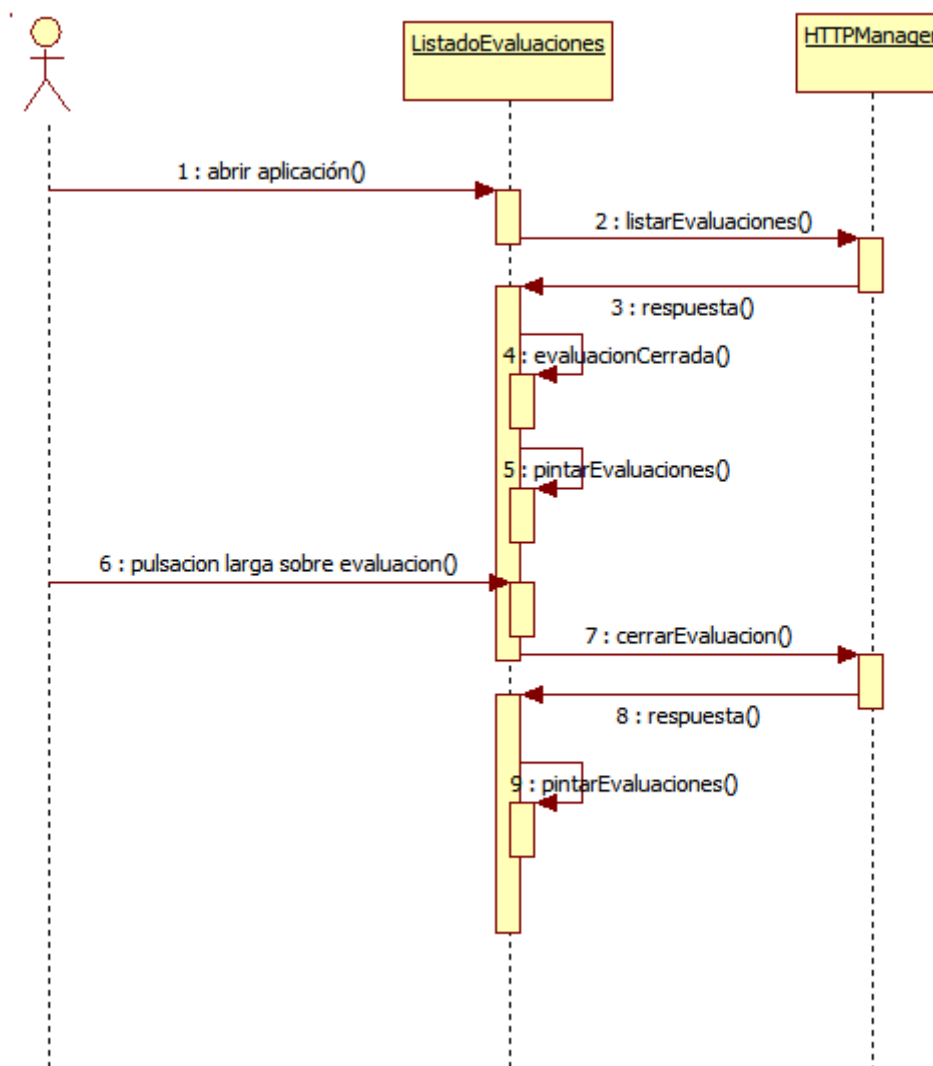 ListadoEvaluaciones
HTTPManager
1 : abrir aplicación()
2 : listarEvaluaciones()
3 : respuesta()
4 : evaluacionCerrada()
5 : pintarEvaluaciones()
6 : pulsacion larga sobre evaluacion()
7 : cerrarEvaluacion()
8 : respuesta()
9 : pintarEvaluaciones()